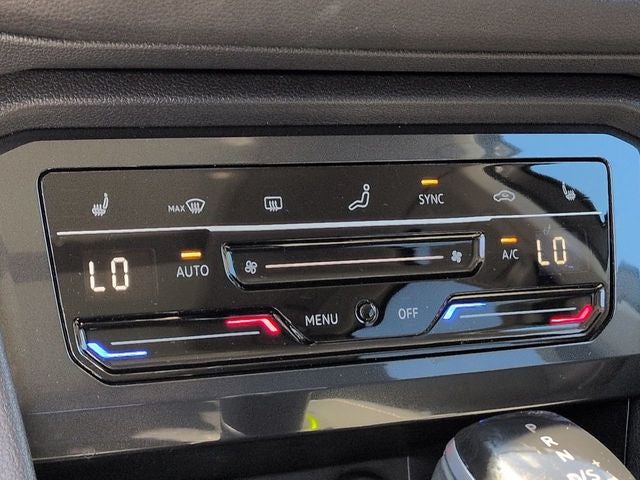 MAX
SYNC
LO AUTO A/C LO
MENU OFF
P
R
N
D/S +